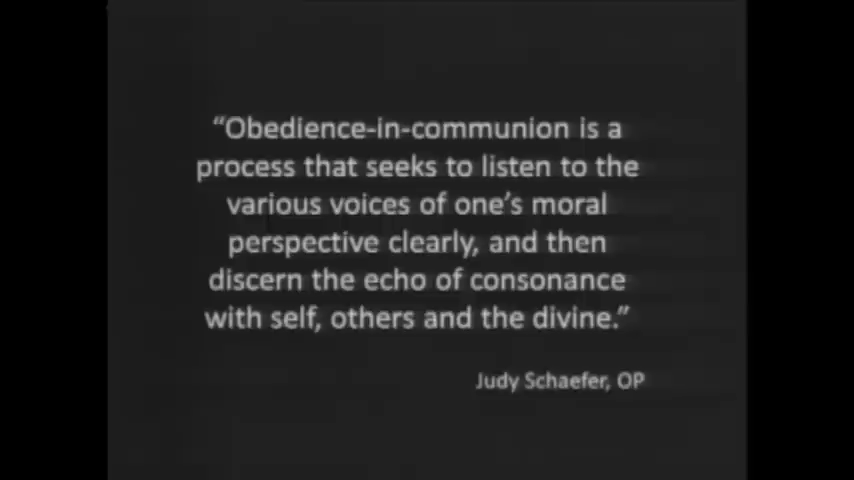 “Obedience-in-communion is a
process that seeks to listen to the
various voices of one’s moral
perspective clearly, and then
discern the echo of consonance
with self, others and the divine.”
Judy Schaefer, OP